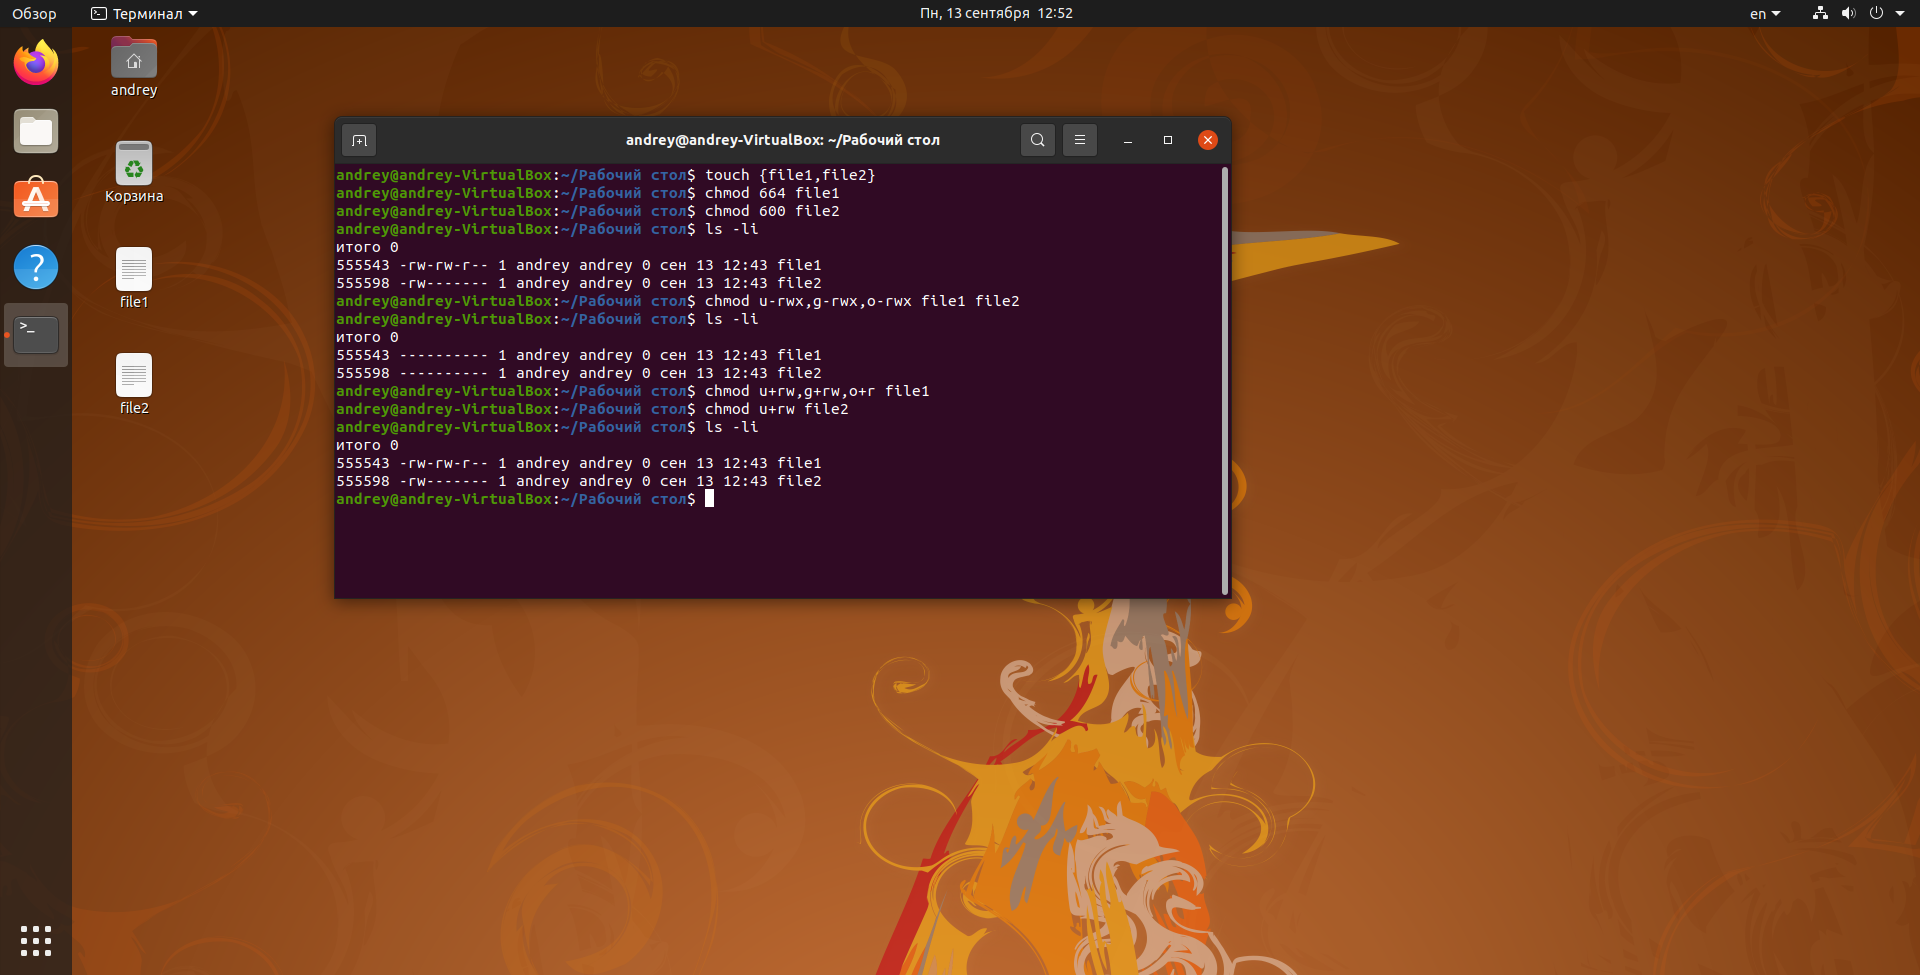 Обзор
Терминал
Пн, 13 сентября 12:52
en
andrey
Корзина
file1
file2
andrey@andrey-VirtualBox: ~/Рабочий стол
andrey@andrey-VirtualBox:~/Рабочий стол$ touch {file1,file2}
andrey@andrey-VirtualBox:~/Рабочий стол$ chmod 664 file1
andrey@andrey-VirtualBox:~/Рабочий стол$ chmod 600 file2
andrey@andrey-VirtualBox:~/Рабочий стол$ ls -li
итого 0
555543 -rw-rw-r-- 1 andrey andrey 0 сен 13 12:43 file1
555598 -rw------- 1 andrey andrey 0 сен 13 12:43 file2
andrey@andrey-VirtualBox:~/Рабочий стол$ chmod u-rwx,g-rwx,o-rwx file1 file2
andrey@andrey-VirtualBox:~/Рабочий стол$ ls -li
итого 0
555543 ---------- 1 andrey andrey 0 сен 13 12:43 file1
555598 ---------- 1 andrey andrey 0 сен 13 12:43 file2
andrey@andrey-VirtualBox:~/Рабочий стол$ chmod u+rw,g+rw,o+r file1
andrey@andrey-VirtualBox:~/Рабочий стол$ chmod u+rw file2
andrey@andrey-VirtualBox:~/Рабочий стол$ ls -li
итого 0
555543 -rw-rw-r-- 1 andrey andrey 0 сен 13 12:43 file1
555598 -rw------- 1 andrey andrey 0 сен 13 12:43 file2
andrey@andrey-VirtualBox:~/Рабочий стол$